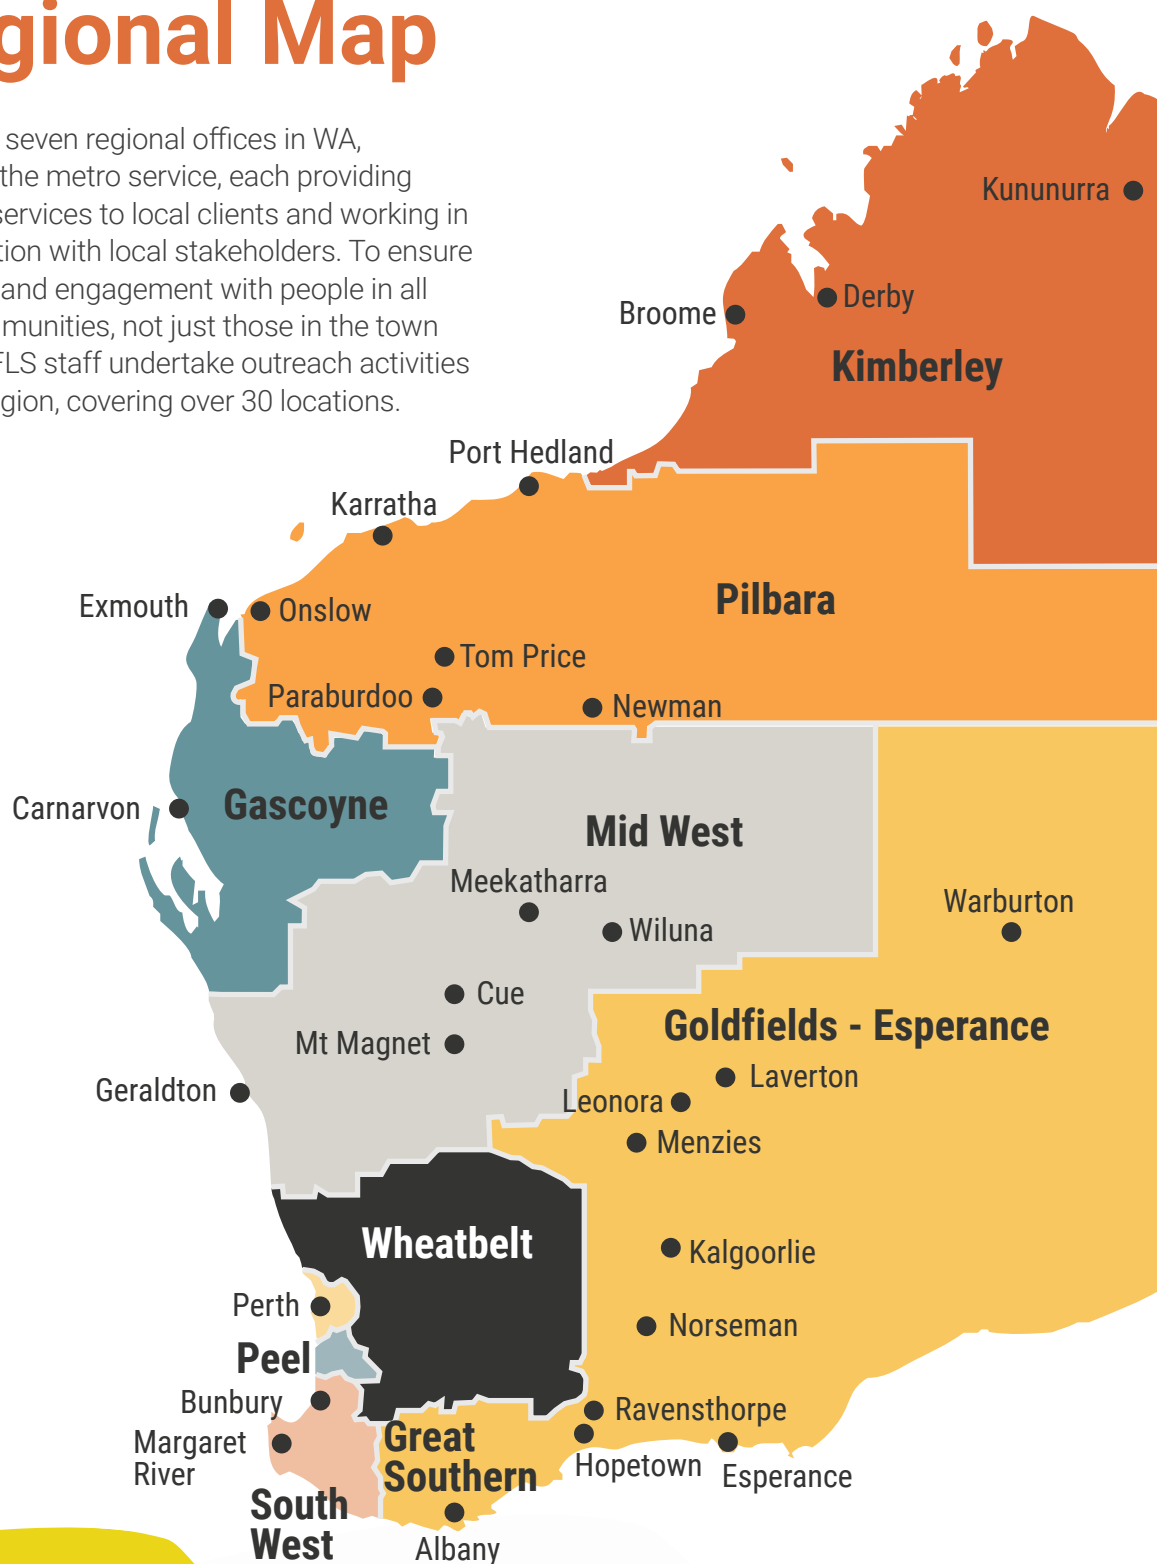 gional Map
seven regional offices in WA,
the metro service, each providing
services to local clients and working in
tion with local stakeholders. To ensure
and engagement with people in all
munities, not just those in the town
FLS staff undertake outreach activities
gion, covering over 30 locations.
Kununurra
Derby
Broome
Kimberley
Port Hedland
Karratha
Exmouth
Onslow
Pilbara
Tom Price
Paraburdoo
Newman
Carnarvon
Gascoyne
Mid West
Meekatharra
Wiluna
Warburton
Cue
Mt Magnet
Goldfields - Esperance
Geraldton
Laverton
Leonora
Menzies
Wheatbelt
Kalgoorlie
Perth
Norseman
Peel
Bunbury
Ravensthorpe
Margaret
River
Great
Southern
Hopetown
Esperance
South
West
Albany